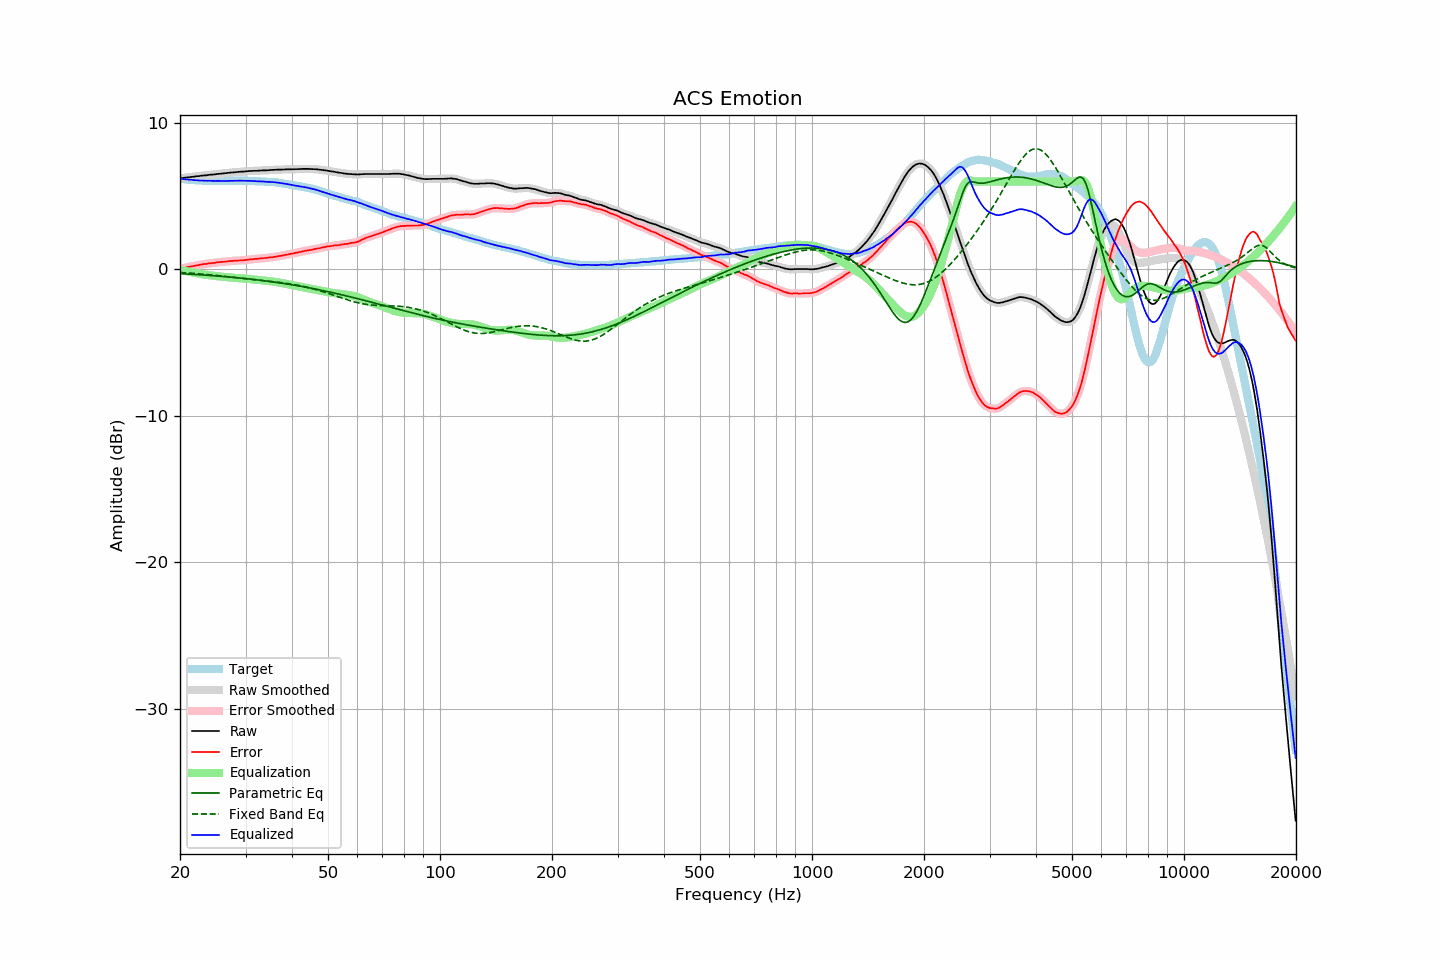 ACS Emotion
10
0
−10
−20
−30
Amplitude (dBr)
Target
Raw Smoothed
Error Smoothed
Raw
Error
Equalization
Parametric Eq
Fixed Band Eq
Equalized
20 50 100 200 500 1000 2000 5000 10000 20000
Frequency (Hz)